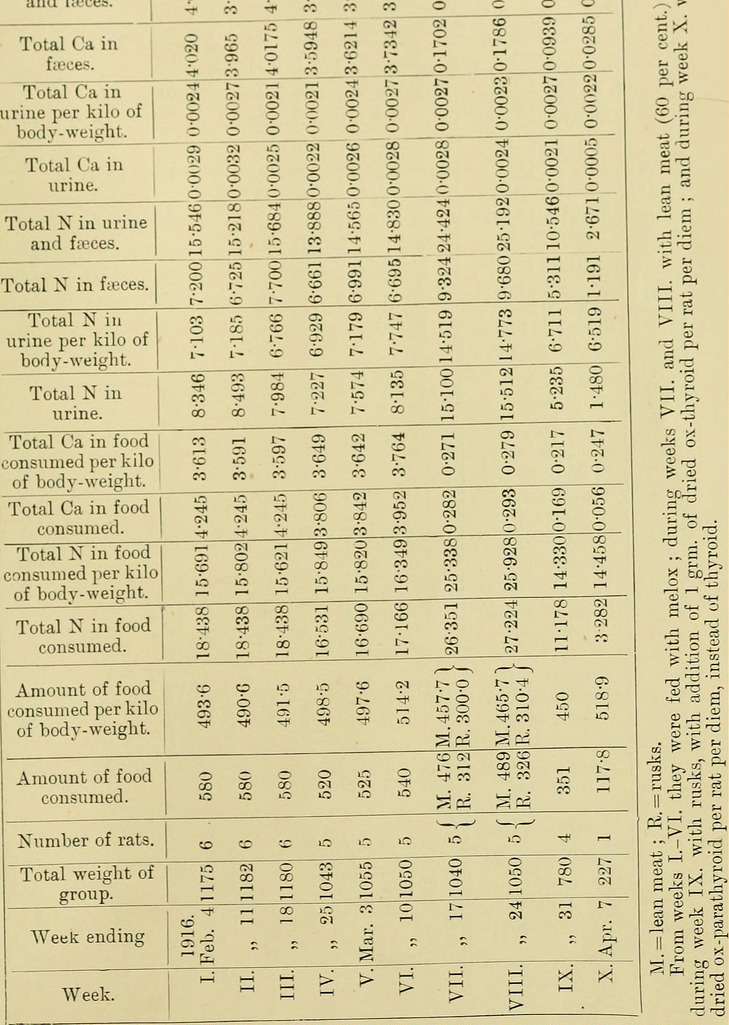 Week. | Week ending | Total weight of group. | Number of rats. | Amount of food consumed. | Amount of food consumed per kilo of body-weight. | Total N in food consumed. | Total N in food consumed per kilo of body-weight. | Total Ca in food consumed. | Total Ca in food consumed per kilo of body-weight. | Total N in urine. | Total N in urine per kilo of body-weight. | Total N in fæces. | Total N in urine and fæces. | Total Ca in urine. | Total Ca in urine per kilo of body-weight. | Total Ca in fæces. | and fæces.
1916.
I. | Feb. 4 | 1175 | 6 | 580 | 493·6 | 18·438 | 15·691 | 4·245 | 3·613 | 8·346 | 7·103 | 7·200 | 15·546 | 0·0029 | 0·0024 | 4·020 | 4·
II. | „ 11 | 1182 | 6 | 580 | 490·6 | 18·438 | 15·802 | 4·245 | 3·591 | 8·493 | 7·185 | 6·725 | 15·218 | 0·0032 | 0·0027 | 3·965 | 3·
III. | „ 18 | 1180 | 6 | 580 | 491·5 | 18·438 | 15·621 | 4·245 | 3·597 | 7·984 | 6·766 | 7·700 | 15·684 | 0·0025 | 0·0021 | 4·0175 | 4·
IV. | „ 25 | 1043 | 5 | 520 | 498·5 | 16·531 | 15·849 | 3·806 | 3·649 | 7·227 | 6·929 | 6·661 | 13·888 | 0·0022 | 0·0021 | 3·5948 | 3·
V. | Mar. 3 | 1055 | 5 | 525 | 497·6 | 16·690 | 15·820 | 3·842 | 3·642 | 7·574 | 7·179 | 6·991 | 14·565 | 0·0026 | 0·0024 | 3·6214 | 3·
VI. | „ 10 | 1050 | 5 | 540 | 514·2 | 17·166 | 16·349 | 3·952 | 3·764 | 8·135 | 7·747 | 6·695 | 14·830 | 0·0028 | 0·0027 | 3·7342 | 3
VII. | „ 17 | 1040 | 5 | { M. 476 | M. 457·7 } | 26·351 | 25·338 | 0·282 | 0·271 | 15·100 | 14·519 | 9·324 | 24·424 | 0·0028 | 0·0027 | 0·1702 | 0
R. 312 | R. 300·0
VIII. | „ 24 | 1050 | 5 | { M. 489 | M. 465·7 } | 27·224 | 25·928 | 0·293 | 0·279 | 15·512 | 14·773 | 9·680 | 25·192 | 0·0024 | 0·0023 | 0·1786 | 0
R. 326 | R. 310·4
IX. | „ 31 | 780 | 4 | 351 | 450 | 11·178 | 14·330 | 0·169 | 0·217 | 5·235 | 6·711 | 5·311 | 10·546 | 0·0021 | 0·0027 | 0·0939 | 0
X. | Apr. 7 | 227 | 1 | 117·8 | 518·9 | 3·282 | 14·458 | 0·056 | 0·247 | 1·480 | 6·519 | 1·191 | 2·671 | 0·0005 | 0·0022 | 0·0285 | 0
M. = lean meat ; R. = rusks.
From weeks I.–VI. they were fed with melox ; during weeks VII. and VIII. with lean meat (60 per cent.)
during week IX. with rusks, with addition of 1 grm. of dried ox-thyroid per rat per diem ; and during week X. w
dried ox-parathyroid per rat per diem, instead of thyroid.